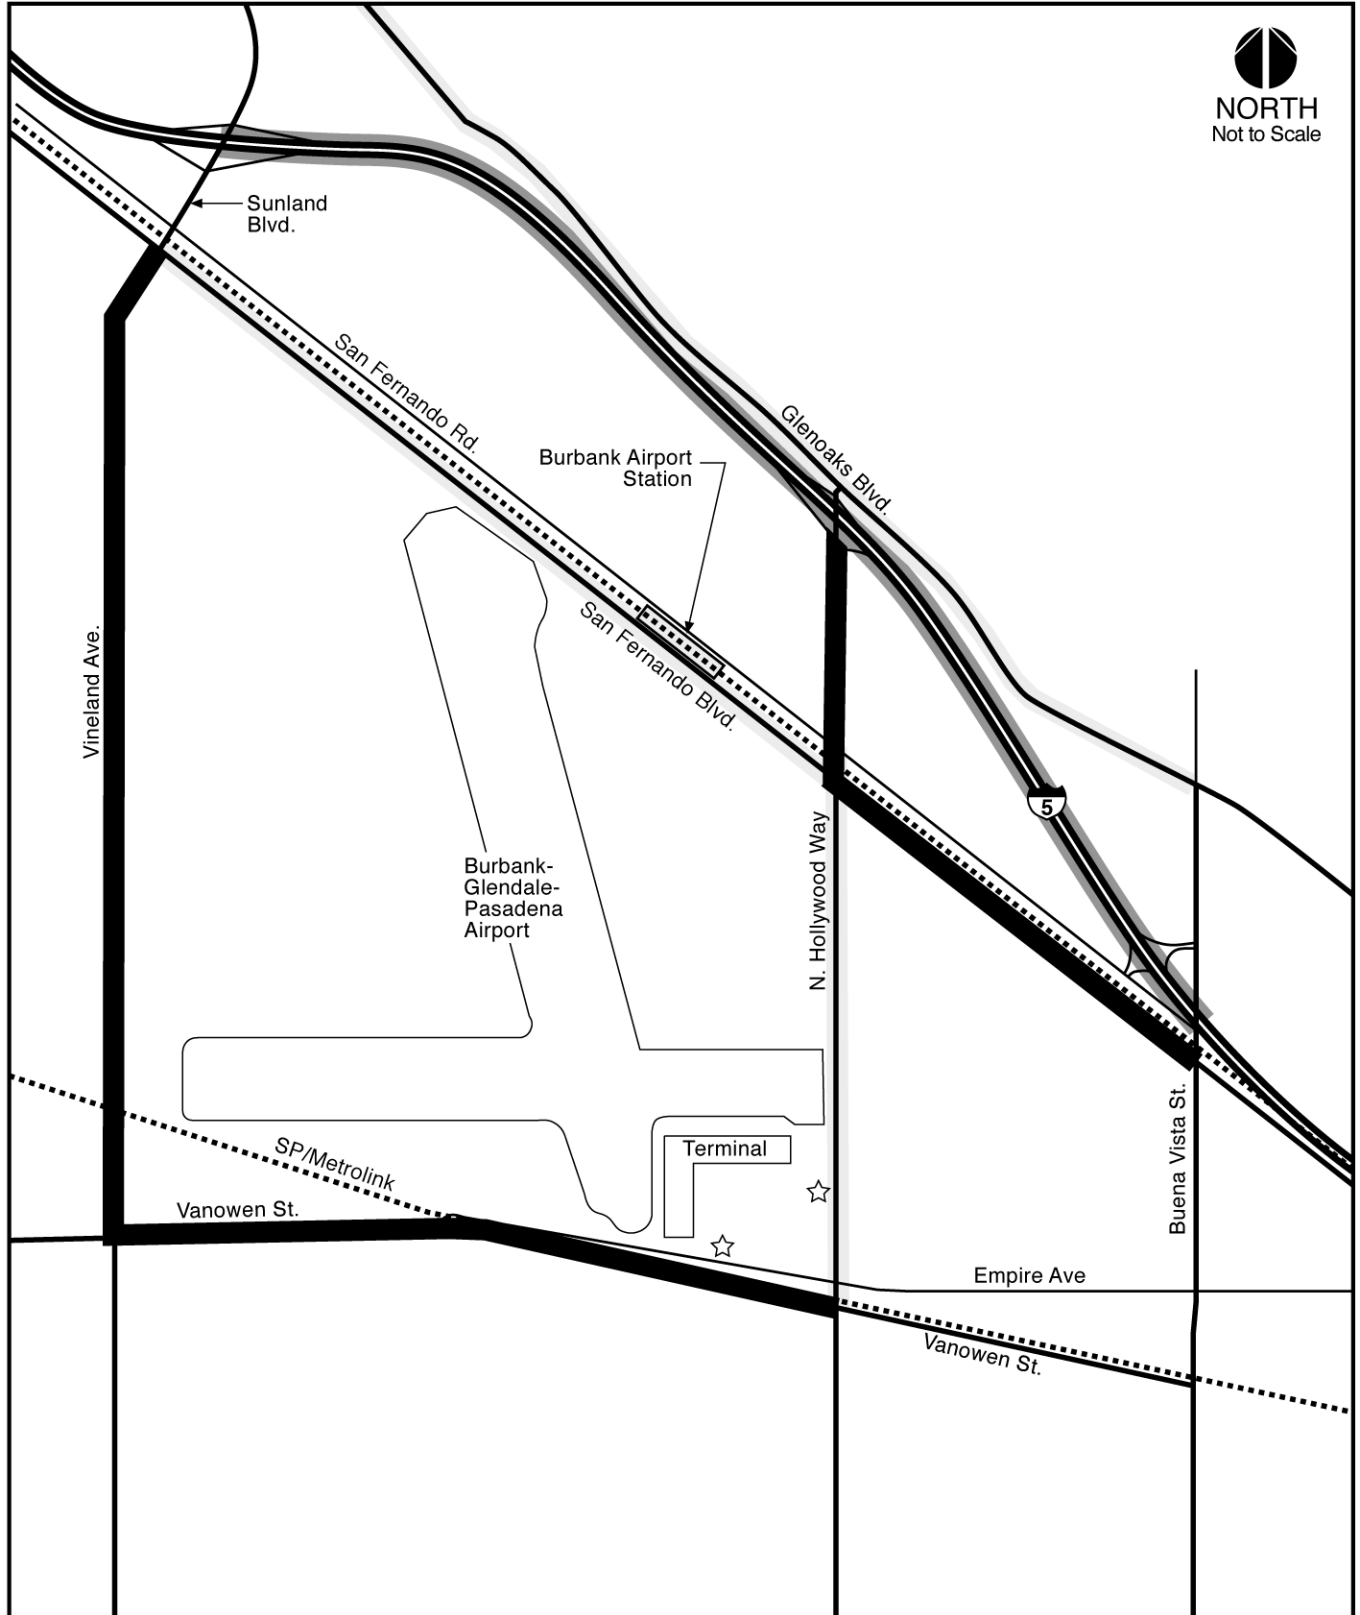 NORTH
Not to Scale
Sunland
Blvd.
San Fernando Rd.
Glenoaks Blvd.
Burbank Airport
Station
San Fernando Blvd.
Vineland Ave.
5
N. Hollywood Way
Burbank-
Glendale-
Pasadena
Airport
Buena Vista St.
SP/Metrolink
Terminal
Vanowen St.
Empire Ave
Vanowen St.